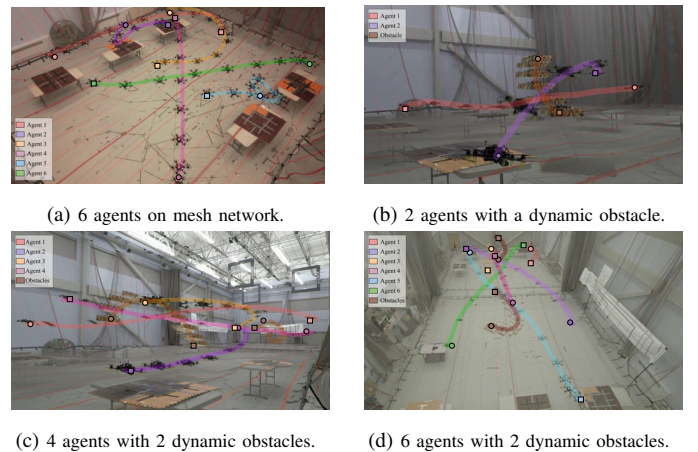 Agent 1
Agent 2
Agent 3
Agent 4
Agent 5
Agent 6
(a) 6 agents on mesh network.
Agent 1
Agent 2
Obstacle
(b) 2 agents with a dynamic obstacle.
Agent 1
Agent 2
Agent 3
Agent 4
Obstacles
(c) 4 agents with 2 dynamic obstacles.
Agent 1
Agent 2
Agent 3
Agent 4
Agent 5
Agent 6
Obstacles
(d) 6 agents with 2 dynamic obstacles.